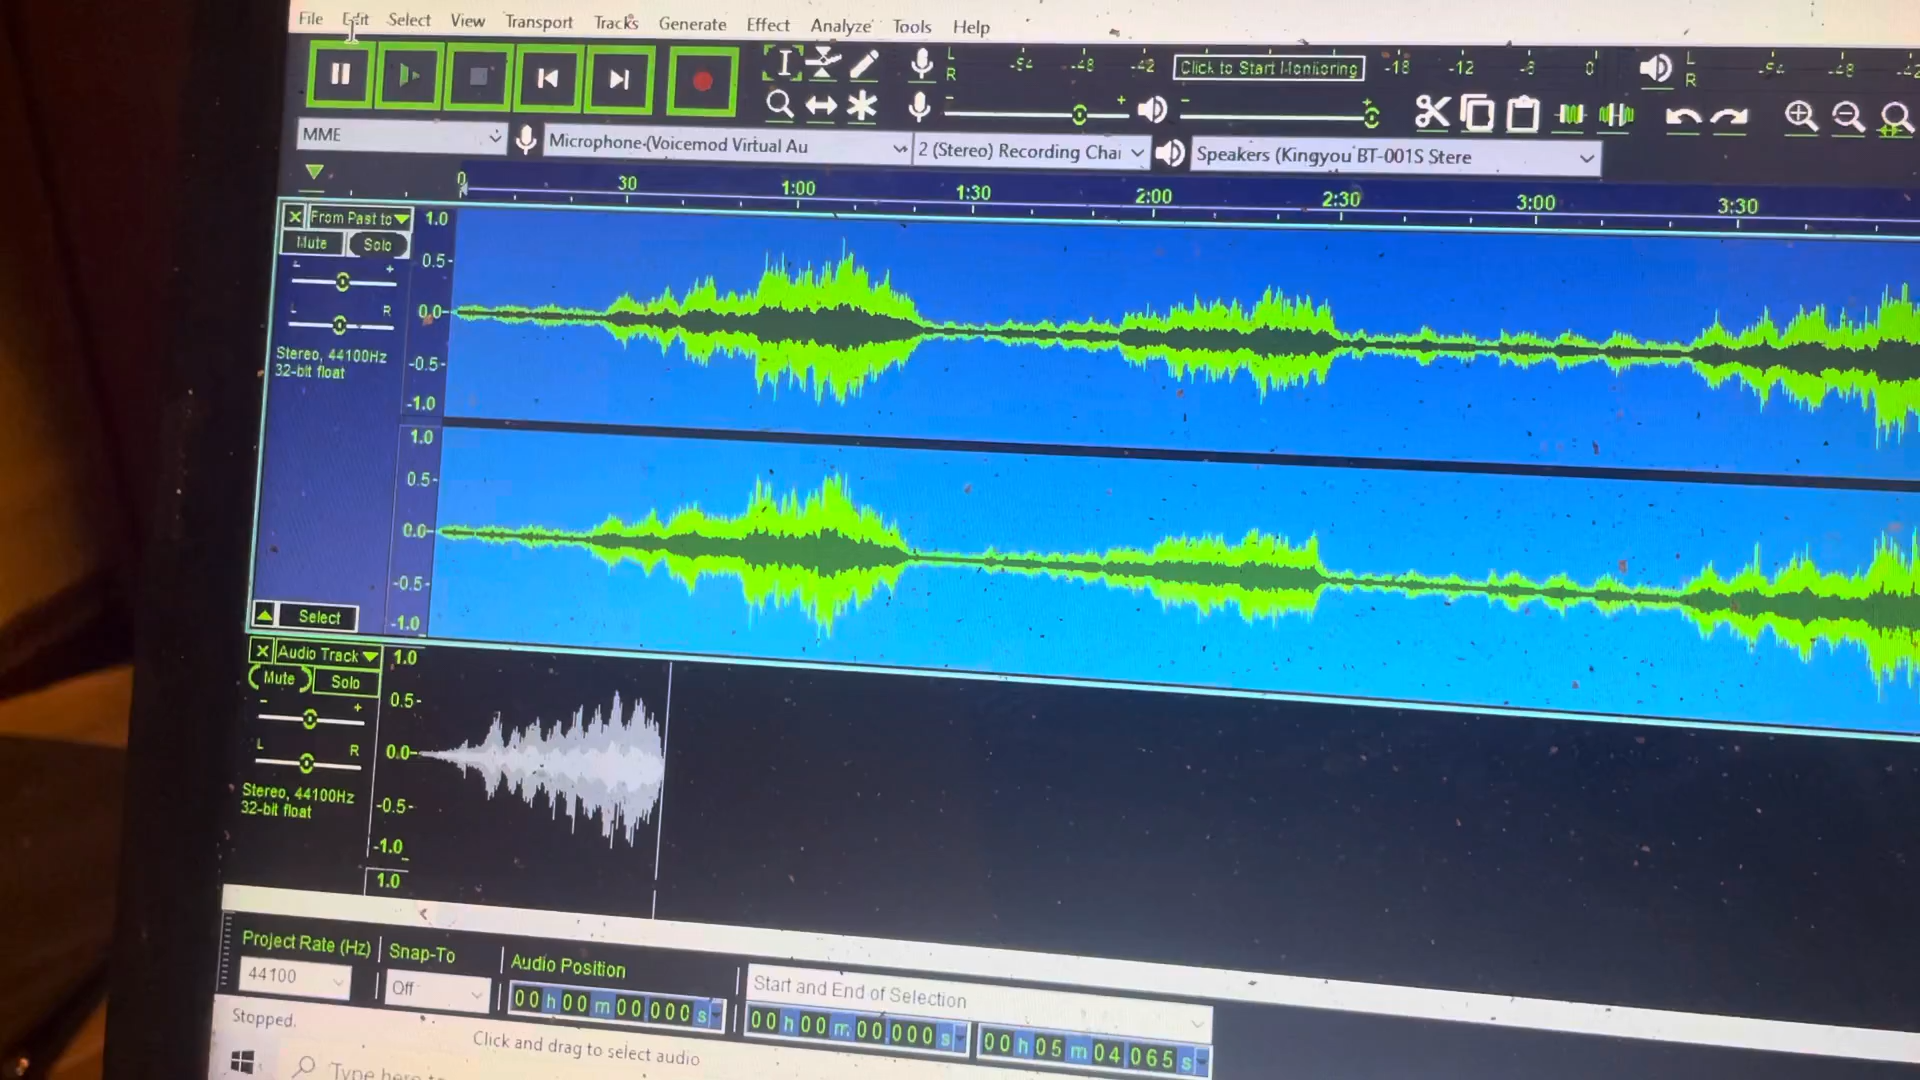 File Edit Select View Transport Tracks Generate Effect Analyze Tools Help
L
R
-54 -48 -42 Click to Start Monitoring -18 -12 -6 0
L
R
-54 -48 -42
MME
Microphone (Voicemod Virtual Au
2 (Stereo) Recording Chai
Speakers (Kingyou BT-001S Stere
0 30 1:00 1:30 2:00 2:30 3:00 3:30
X From Past to
Mute Solo
- +
L R
Stereo, 44100Hz
32-bit float
1.0
0.5
0.0
-0.5
-1.0
1.0
0.5
0.0
-0.5
-1.0
Select
X Audio Track
Mute Solo
- +
L R
Stereo, 44100Hz
32-bit float
1.0
0.5
0.0
-0.5
-1.0
1.0
Project Rate (Hz) Snap-To Audio Position Start and End of Selection
44100 Off 00 h 00 m 00.000 s 00 h 00 m 00.000 s 00 h 05 m 04.065 s
Stopped. Click and drag to select audio
Type here